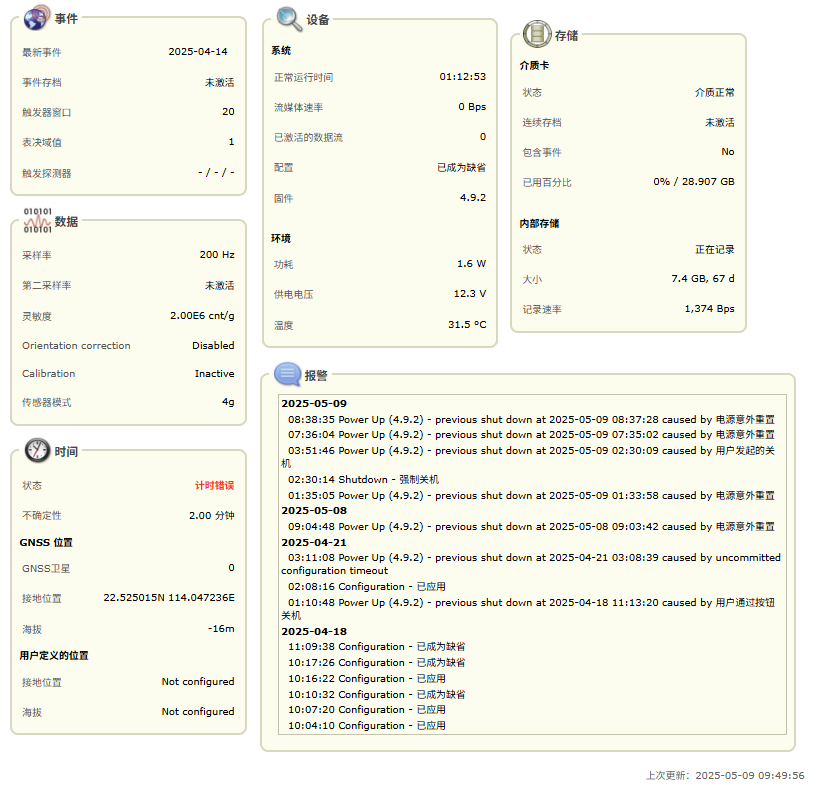 事件
最新事件 2025-04-14
事件存档 未激活
触发器窗口 20
表决域值 1
触发探测器 - / - / -
010101
010101
数据
采样率 200 Hz
第二采样率 未激活
灵敏度 2.00E6 cnt/g
Orientation correction Disabled
Calibration Inactive
传感器模式 4g
时间
状态 计时错误
不确定性 2.00 分钟
GNSS 位置
GNSS卫星 0
接地位置 22.525015N 114.047236E
海拔 -16m
用户定义的位置
接地位置 Not configured
海拔 Not configured
设备
系统
正常运行时间 01:12:53
流媒体速率 0 Bps
已激活的数据流 0
配置 已成为缺省
固件 4.9.2
环境
功耗 1.6 W
供电电压 12.3 V
温度 31.5 °C
存储
介质卡
状态 介质正常
连续存档 未激活
包含事件 No
已用百分比 0% / 28.907 GB
内部存储
状态 正在记录
大小 7.4 GB, 67 d
记录速率 1,374 Bps
报警
2025-05-09
08:38:35 Power Up (4.9.2) - previous shut down at 2025-05-09 08:37:28 caused by 电源意外重置
07:36:04 Power Up (4.9.2) - previous shut down at 2025-05-09 07:35:02 caused by 电源意外重置
03:51:46 Power Up (4.9.2) - previous shut down at 2025-05-09 02:30:09 caused by 用户发起的关
机
02:30:14 Shutdown - 强制关机
01:35:05 Power Up (4.9.2) - previous shut down at 2025-05-09 01:33:58 caused by 电源意外重置
2025-05-08
09:04:48 Power Up (4.9.2) - previous shut down at 2025-05-08 09:03:42 caused by 电源意外重置
2025-04-21
03:11:08 Power Up (4.9.2) - previous shut down at 2025-04-21 03:08:39 caused by uncommitted
configuration timeout
02:08:16 Configuration - 已应用
01:10:48 Power Up (4.9.2) - previous shut down at 2025-04-18 11:13:20 caused by 用户通过按钮
关机
2025-04-18
11:09:38 Configuration - 已成为缺省
10:17:26 Configuration - 已成为缺省
10:16:22 Configuration - 已应用
10:10:32 Configuration - 已成为缺省
10:07:20 Configuration - 已应用
10:04:10 Configuration - 已应用
上次更新: 2025-05-09 09:49:56